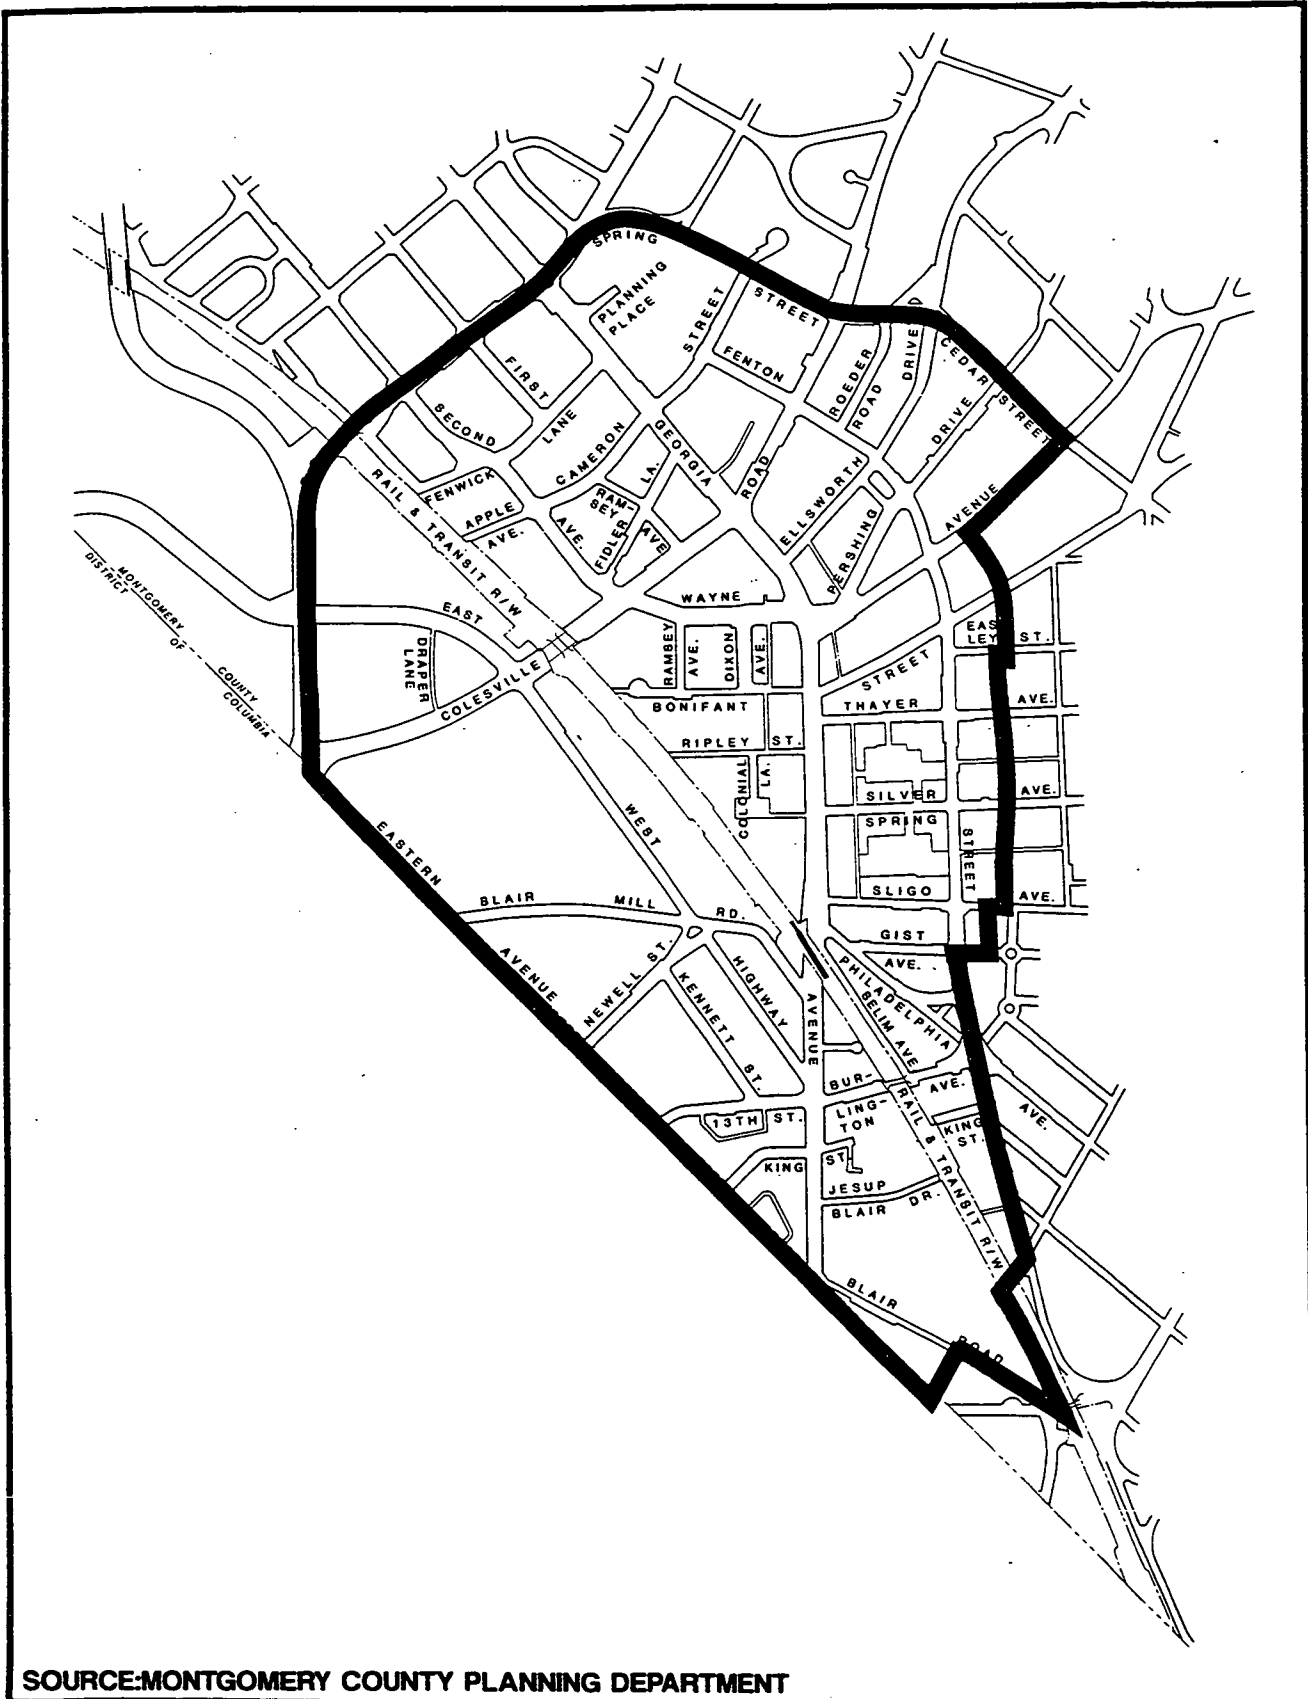 SPRING
PLANNING
PLACE
STREET
STREET
FENTON
ROEDER
ROAD
DRIVE
CEDAR STREET
DRIVE
FIRST
SECOND
LANE
CAMERON
GEORGIA
LA.
ROAD
ELLSWORTH
PERSHING
AVENUE
FENWICK
APPLE
AVE.
RAM-
SEY
AVE.
FIDLER
AVE
RAIL & TRANSIT R/W
MONTGOMERY COUNTY
DISTRICT OF COLUMBIA
EAST
WAYNE
DRAPER
LANE
COLESVILLE
RAMSEY
AVE.
DIXON
AVE.
EAS
LEY ST.
STREET
BONIFANT
THAYER
AVE.
RIPLEY ST.
COLONIAL
LA.
SILVER
AVE.
SPRING
STREET
WEST
EASTERN
SLIGO
AVE.
BLAIR MILL RD.
GIST
AVE.
AVENUE
NEWELL ST.
HIGHWAY
KENNETT ST.
AVENUE
PHILADELPHIA
BELIM AVE
BUR-
LING-
TON
AVE.
AVE.
RAIL & TRANSIT R/W
13TH ST.
KING
ST.
KING
ST
JESUP
BLAIR DR.
BLAIR
ROAD
SOURCE:MONTGOMERY COUNTY PLANNING DEPARTMENT